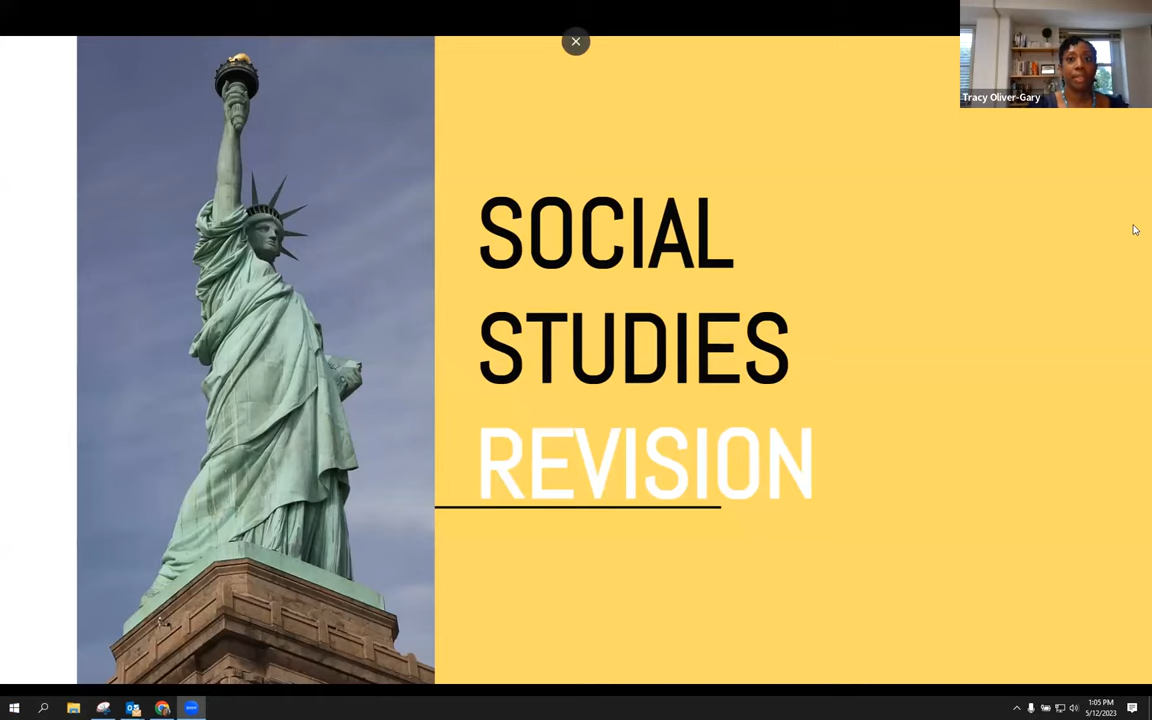 Tracy Oliver-Gary
SOCIAL
STUDIES
REVISION
1:05 PM
5/12/2023